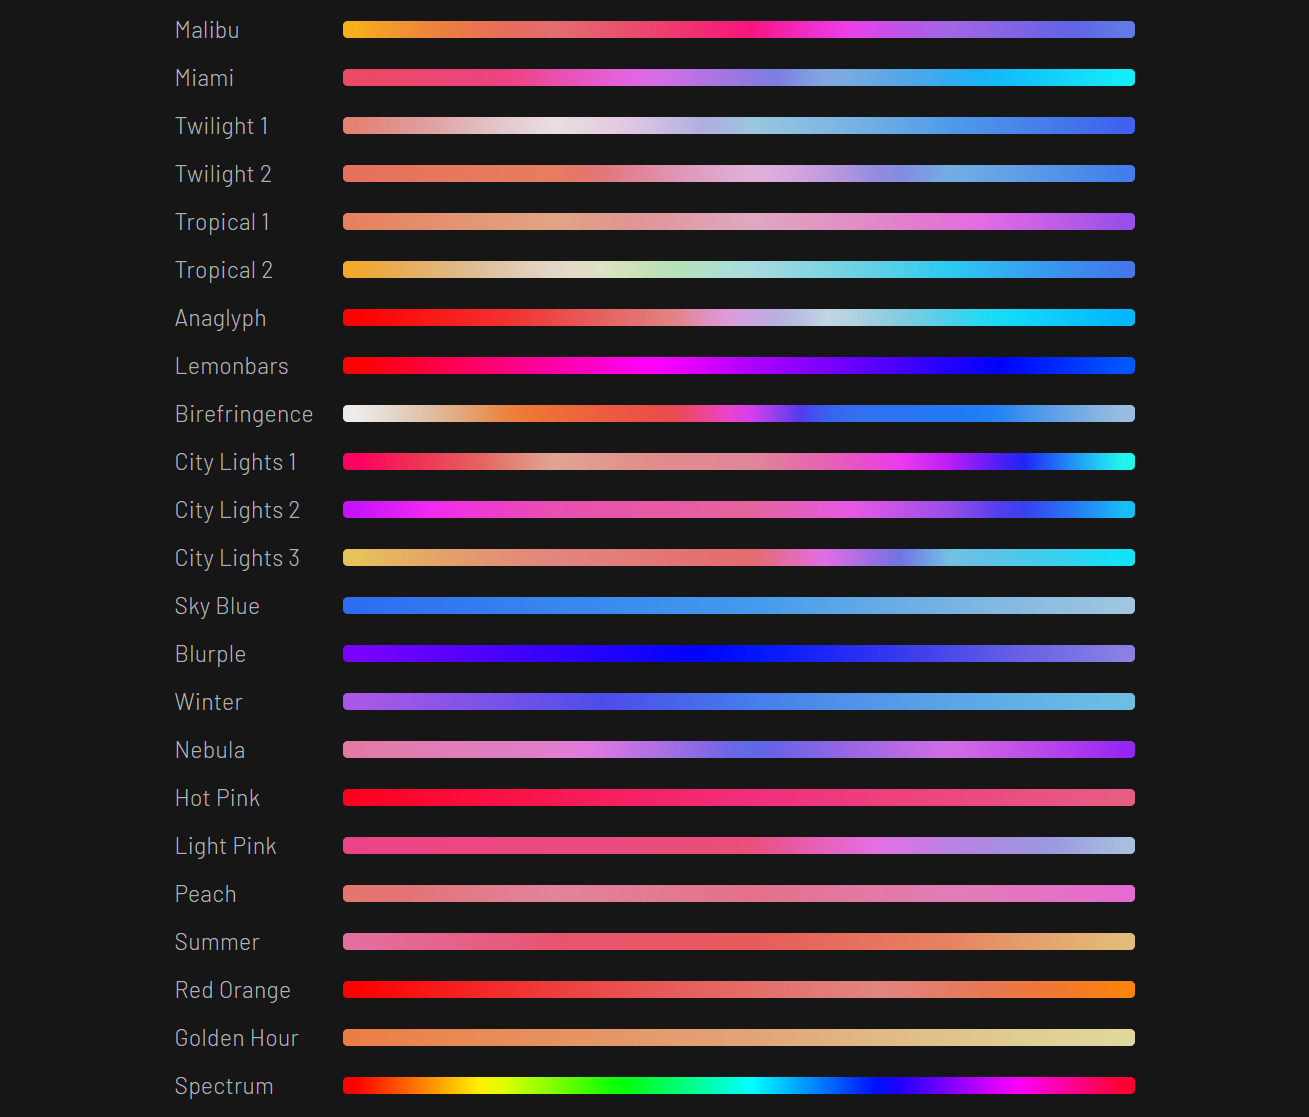 Malibu
Miami
Twilight 1
Twilight 2
Tropical 1
Tropical 2
Anaglyph
Lemonbars
Birefringence
City Lights 1
City Lights 2
City Lights 3
Sky Blue
Blurple
Winter
Nebula
Hot Pink
Light Pink
Peach
Summer
Red Orange
Golden Hour
Spectrum